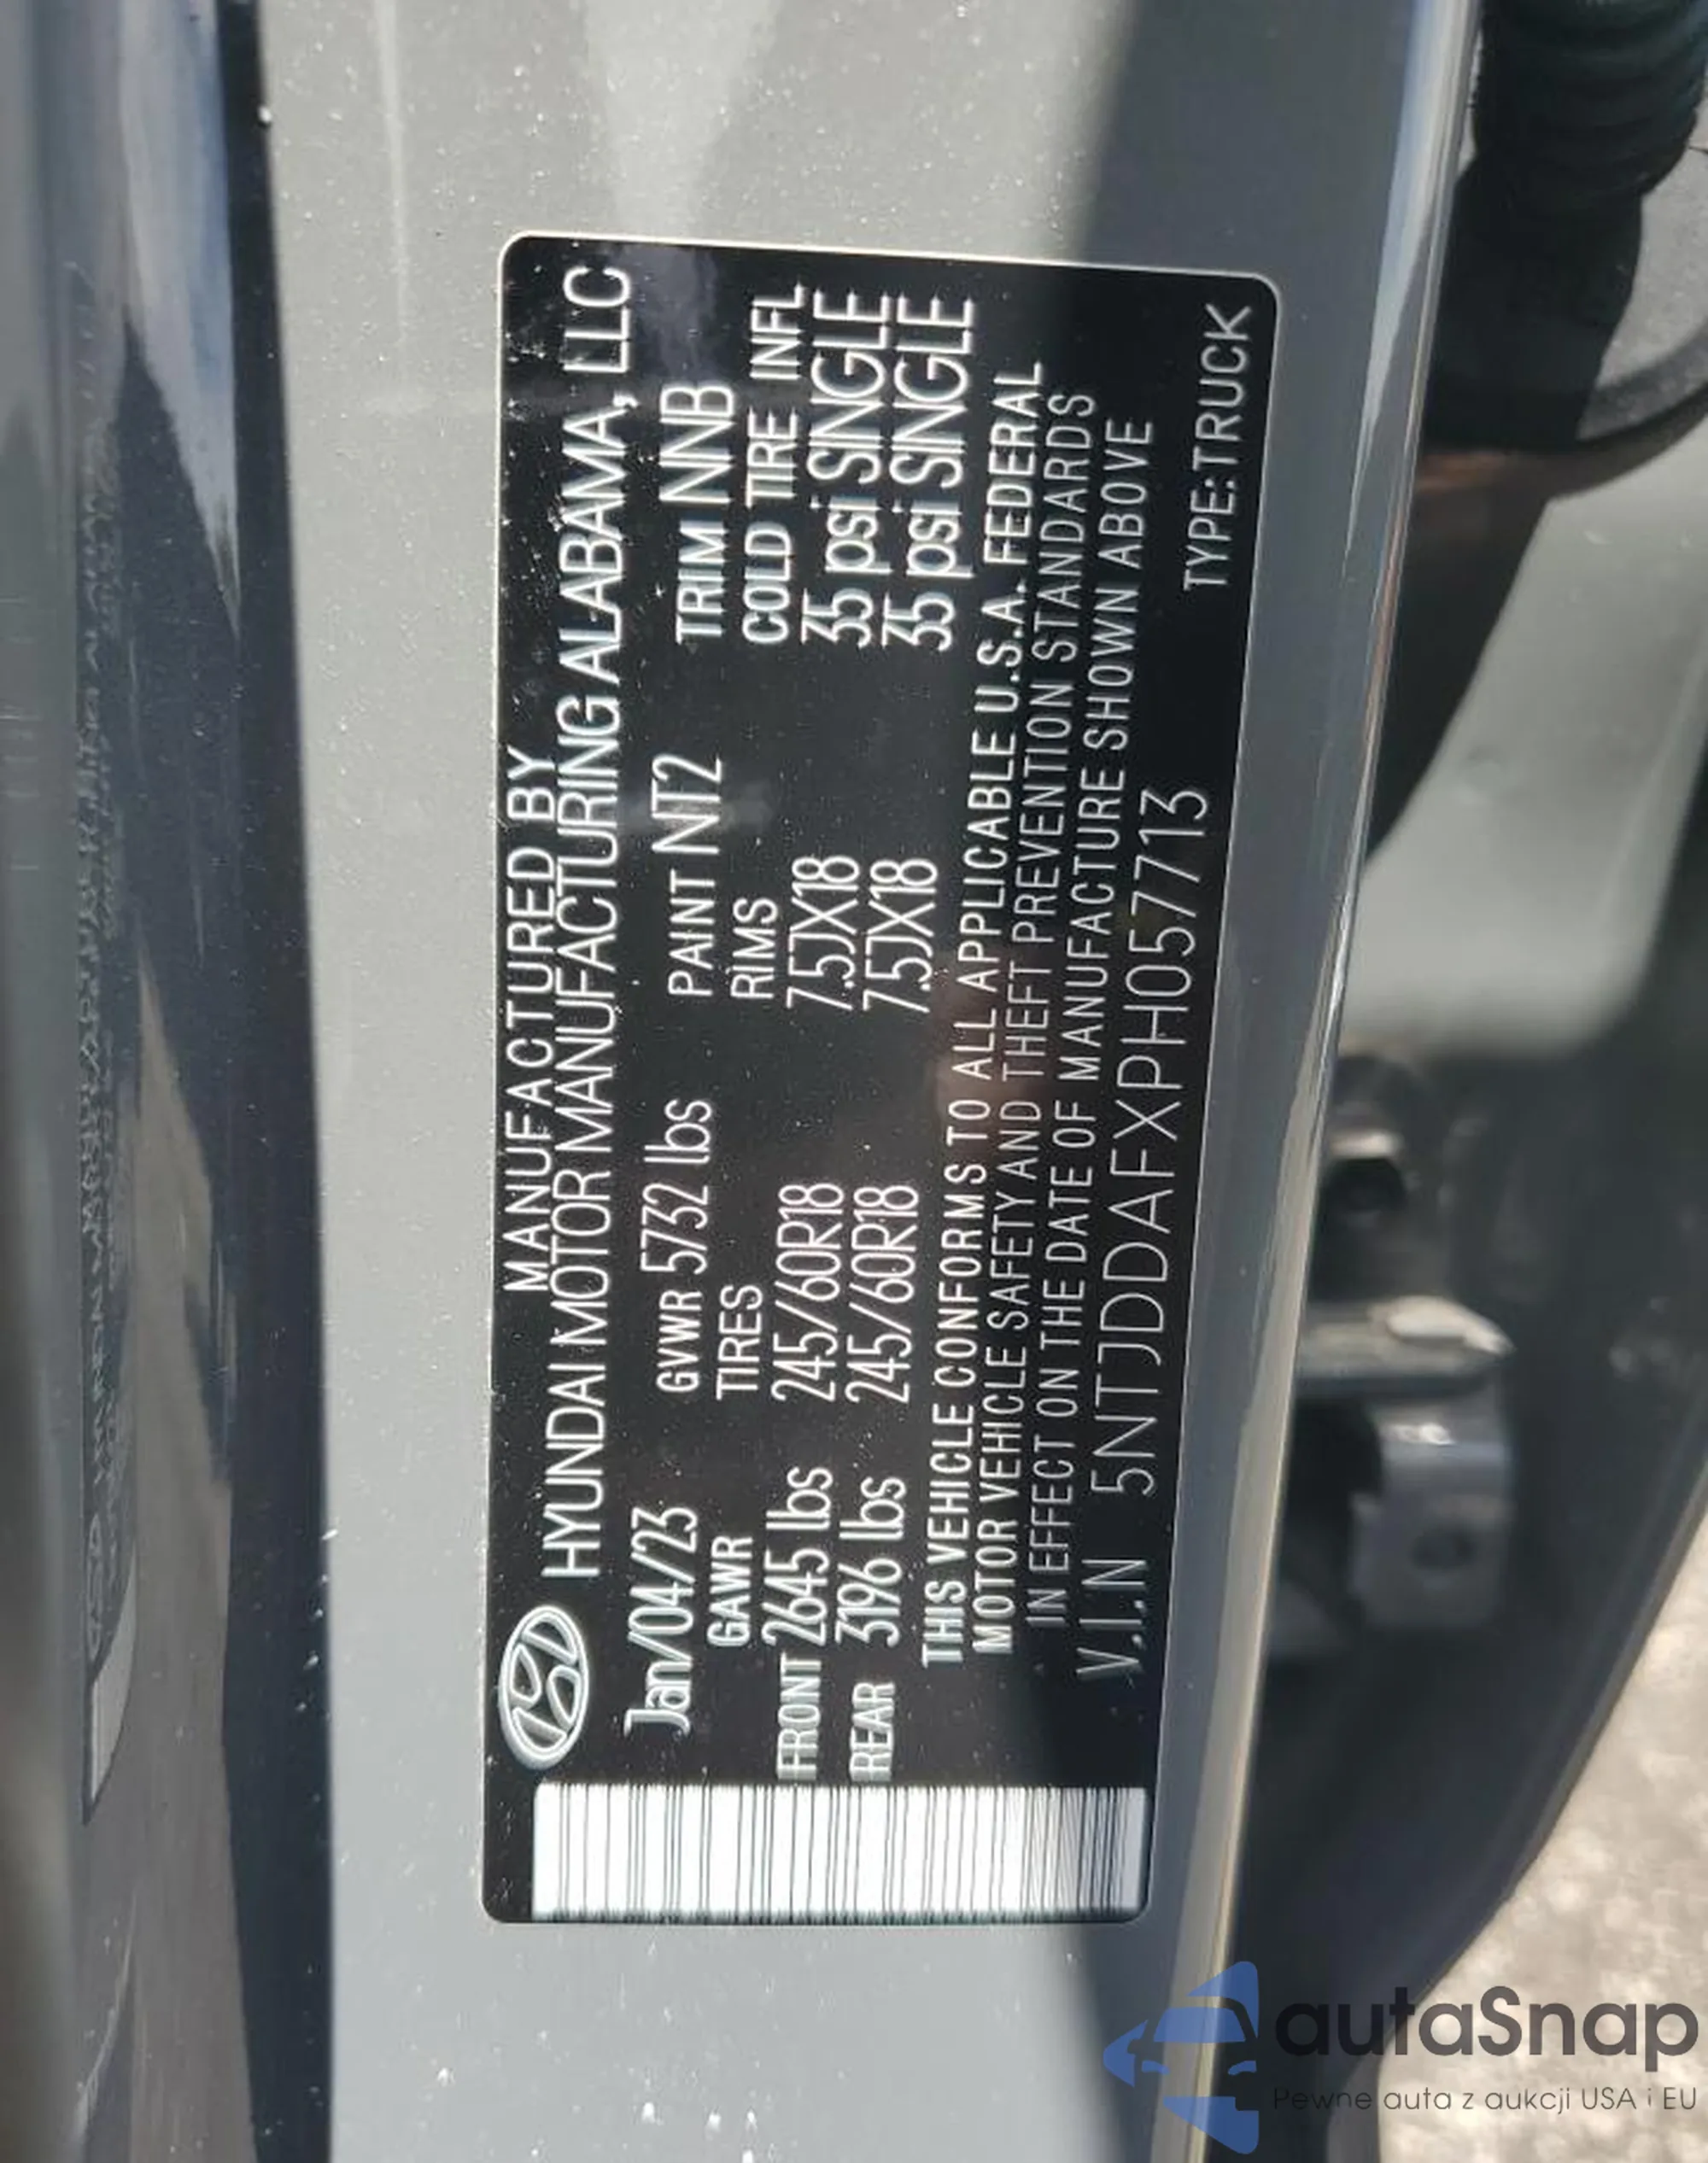 MANUFACTURED BY
HYUNDAI MOTOR MANUFACTURING ALABAMA, LLC
Jan/04/23 GVWR 5732 lbs PAINT NT2 TRIM NNB
GAWR TIRES RIMS COLD TIRE INFL
FRONT 2645 lbs 245/60R18 7.5JX18 35 psi SINGLE
REAR 3196 lbs 245/60R18 7.5JX18 35 psi SINGLE
THIS VEHICLE CONFORMS TO ALL APPLICABLE U.S.A. FEDERAL
MOTOR VEHICLE SAFETY AND THEFT PREVENTION STANDARDS
IN EFFECT ON THE DATE OF MANUFACTURE SHOWN ABOVE
V.I.N 5NTJDDAFXPH057713 TYPE:TRUCK
autaSnap
Pewne auta z aukcji USA i EU